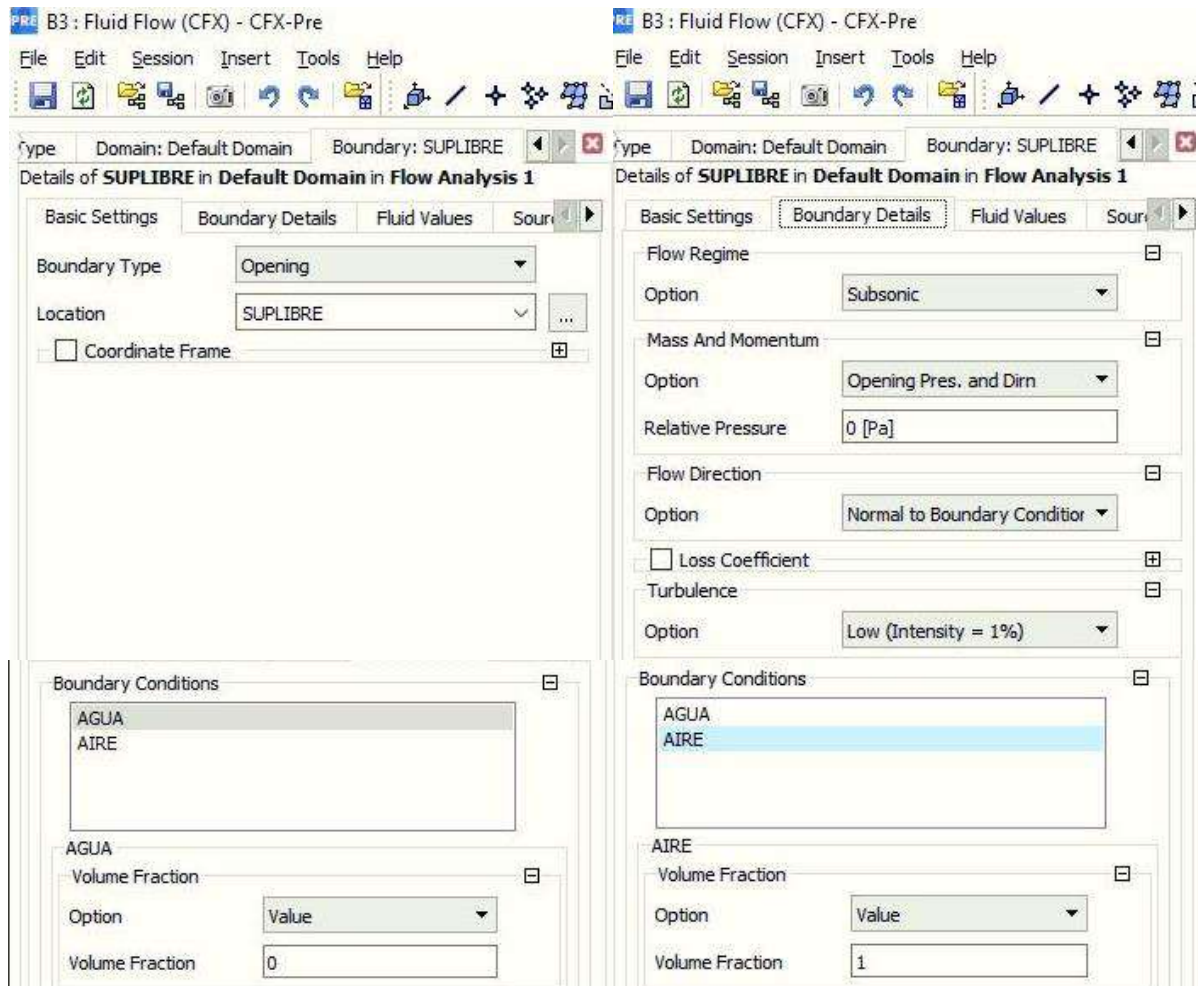 PRE B3 : Fluid Flow (CFX) - CFX-Pre
File Edit Session Insert Tools Help
Type Domain: Default Domain Boundary: SUPLIBRE
Details of SUPLIBRE in Default Domain in Flow Analysis 1
Basic Settings Boundary Details Fluid Values Sour
Boundary Type Opening
Location SUPLIBRE ...
Coordinate Frame
RE B3 : Fluid Flow (CFX) - CFX-Pre
File Edit Session Insert Tools Help
Type Domain: Default Domain Boundary: SUPLIBRE
Details of SUPLIBRE in Default Domain in Flow Analysis 1
Basic Settings Boundary Details Fluid Values Sour
Flow Regime
Option Subsonic
Mass And Momentum
Option Opening Pres. and Dirn
Relative Pressure 0 [Pa]
Flow Direction
Option Normal to Boundary Condition
Loss Coefficient
Turbulence
Option Low (Intensity = 1%)
Boundary Conditions
AGUA
AIRE
AGUA
Volume Fraction
Option Value
Volume Fraction 0
Boundary Conditions
AGUA
AIRE
AIRE
Volume Fraction
Option Value
Volume Fraction 1